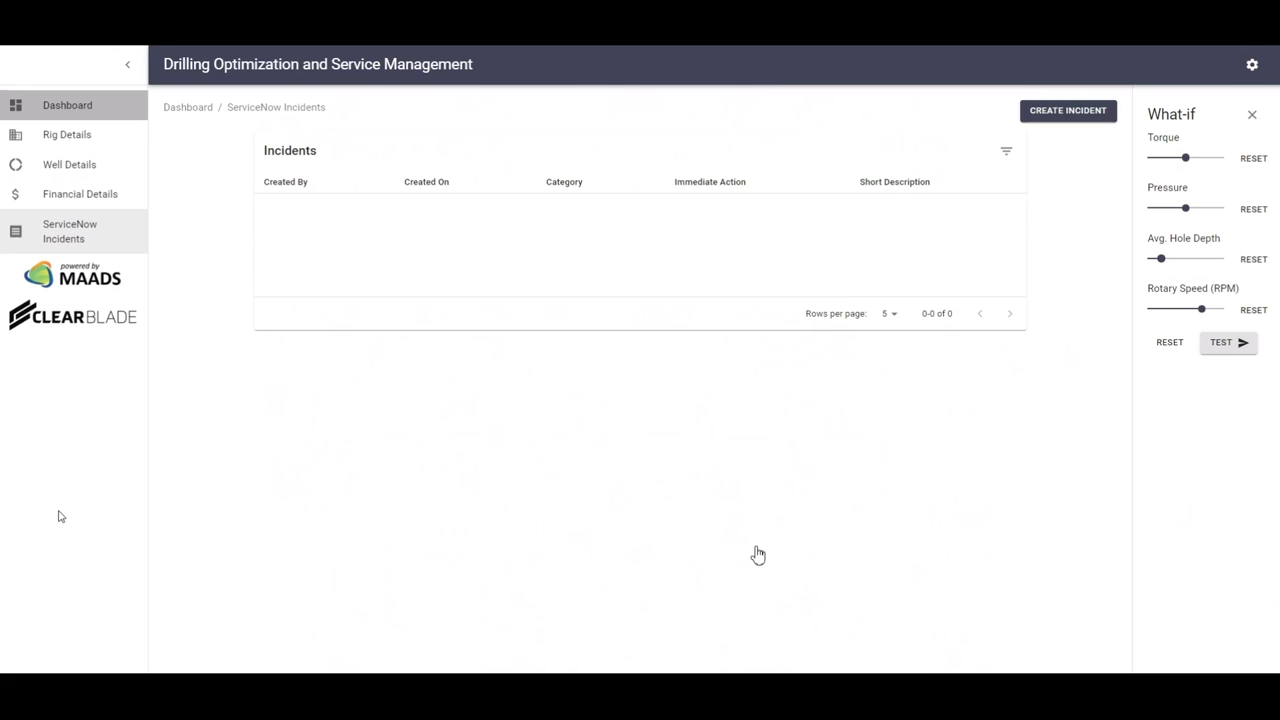 Drilling Optimization and Service Management
Dashboard
Rig Details
Well Details
Financial Details
ServiceNow
Incidents
powered by
MAADS
CLEARBLADE
Dashboard / ServiceNow Incidents
CREATE INCIDENT
Incidents
Created By Created On Category Immediate Action Short Description
Rows per page: 5 0-0 of 0
What-if
Torque
RESET
Pressure
RESET
Avg. Hole Depth
RESET
Rotary Speed (RPM)
RESET
RESET TEST